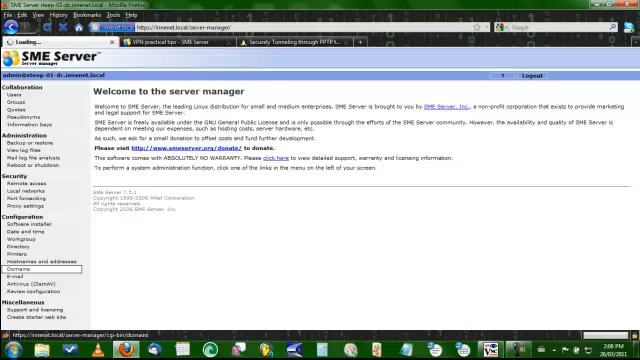 SME Server steep-01-dc.innenet.local - Mozilla Firefox
File Edit View History Bookmarks Tools Help
https://innenet.local/server-manager/
Google
Loading...
VPN practical tips - SME Server
Securely Tunneling through PPTP t...
SME Server
Server manager
admin@steep-01-dc.innenet.local
?
Logout
Collaboration
Users
Groups
Quotas
Pseudonyms
Information bays
Administration
Backup or restore
View log files
Mail log file analysis
Reboot or shutdown
Security
Remote access
Local networks
Port forwarding
Proxy settings
Configuration
Software installer
Date and time
Workgroup
Directory
Printers
Hostnames and addresses
Domains
E-mail
Antivirus (ClamAV)
Review configuration
Miscellaneous
Support and licensing
Create starter web site
Welcome to the server manager
Welcome to SME Server, the leading Linux distribution for small and medium enterprises. SME Server is brought to you by SME Server, Inc., a non-profit corporation that exists to provide marketing
and legal support for SME Server.
SME Server is freely available under the GNU General Public License and is only possible through the efforts of the SME Server community. However, the availability and quality of SME Server is
dependent on meeting our expenses, such as hosting costs, server hardware, etc.
As such, we ask for a small donation to offset costs and fund further development.
Please visit http://www.smeserver.org/donate/ to donate.
This software comes with ABSOLUTELY NO WARRANTY. Please click here to view detailed support, warranty and licensing information.
To perform a system administration function, click one of the links in the menu on the left of your screen.
SME Server 7.5.1
Copyright 1999-2006 Mitel Corporation
All rights reserved.
Copyright 2006 SME Server, Inc.
https://innenet.local/server-manager/cgi-bin/domains
2:08 PM
26/03/2011